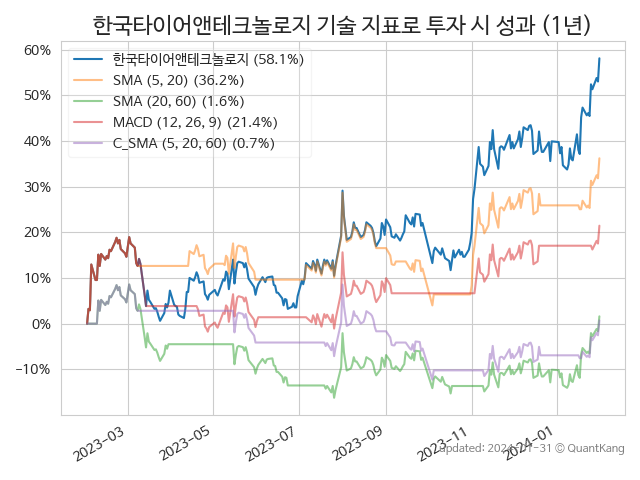 한국타이어앤테크놀로지 기술 지표로 투자 시 성과 (1년)
60%
50%
40%
30%
20%
10%
0%
−10%
한국타이어앤테크놀로지 (58.1%)
SMA (5, 20) (36.2%)
SMA (20, 60) (1.6%)
MACD (12, 26, 9) (21.4%)
C_SMA (5, 20, 60) (0.7%)
2023-03
2023-05
2023-07
2023-09
2023-11
2024-01
updated: 2024-01-31 © QuantKang